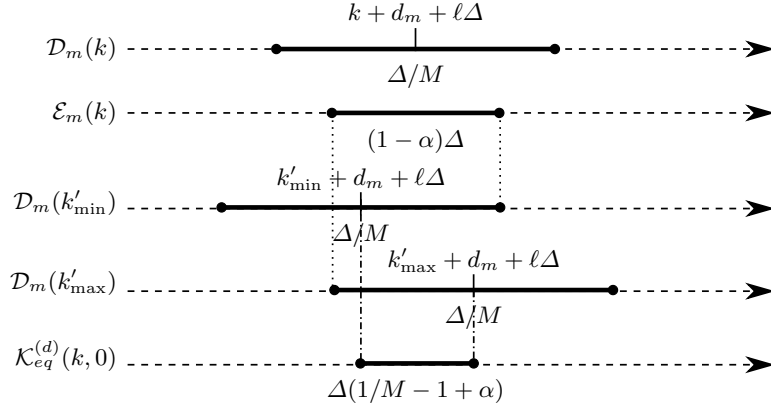 k + d_m + ℓΔ
𝒟_m(k)
Δ/M
ℰ_m(k)
(1 − α)Δ
k′_min + d_m + ℓΔ
𝒟_m(k′_min)
Δ/M
k′_max + d_m + ℓΔ
𝒟_m(k′_max)
Δ/M
𝒦_eq^(d)(k, 0)
Δ(1/M − 1 + α)